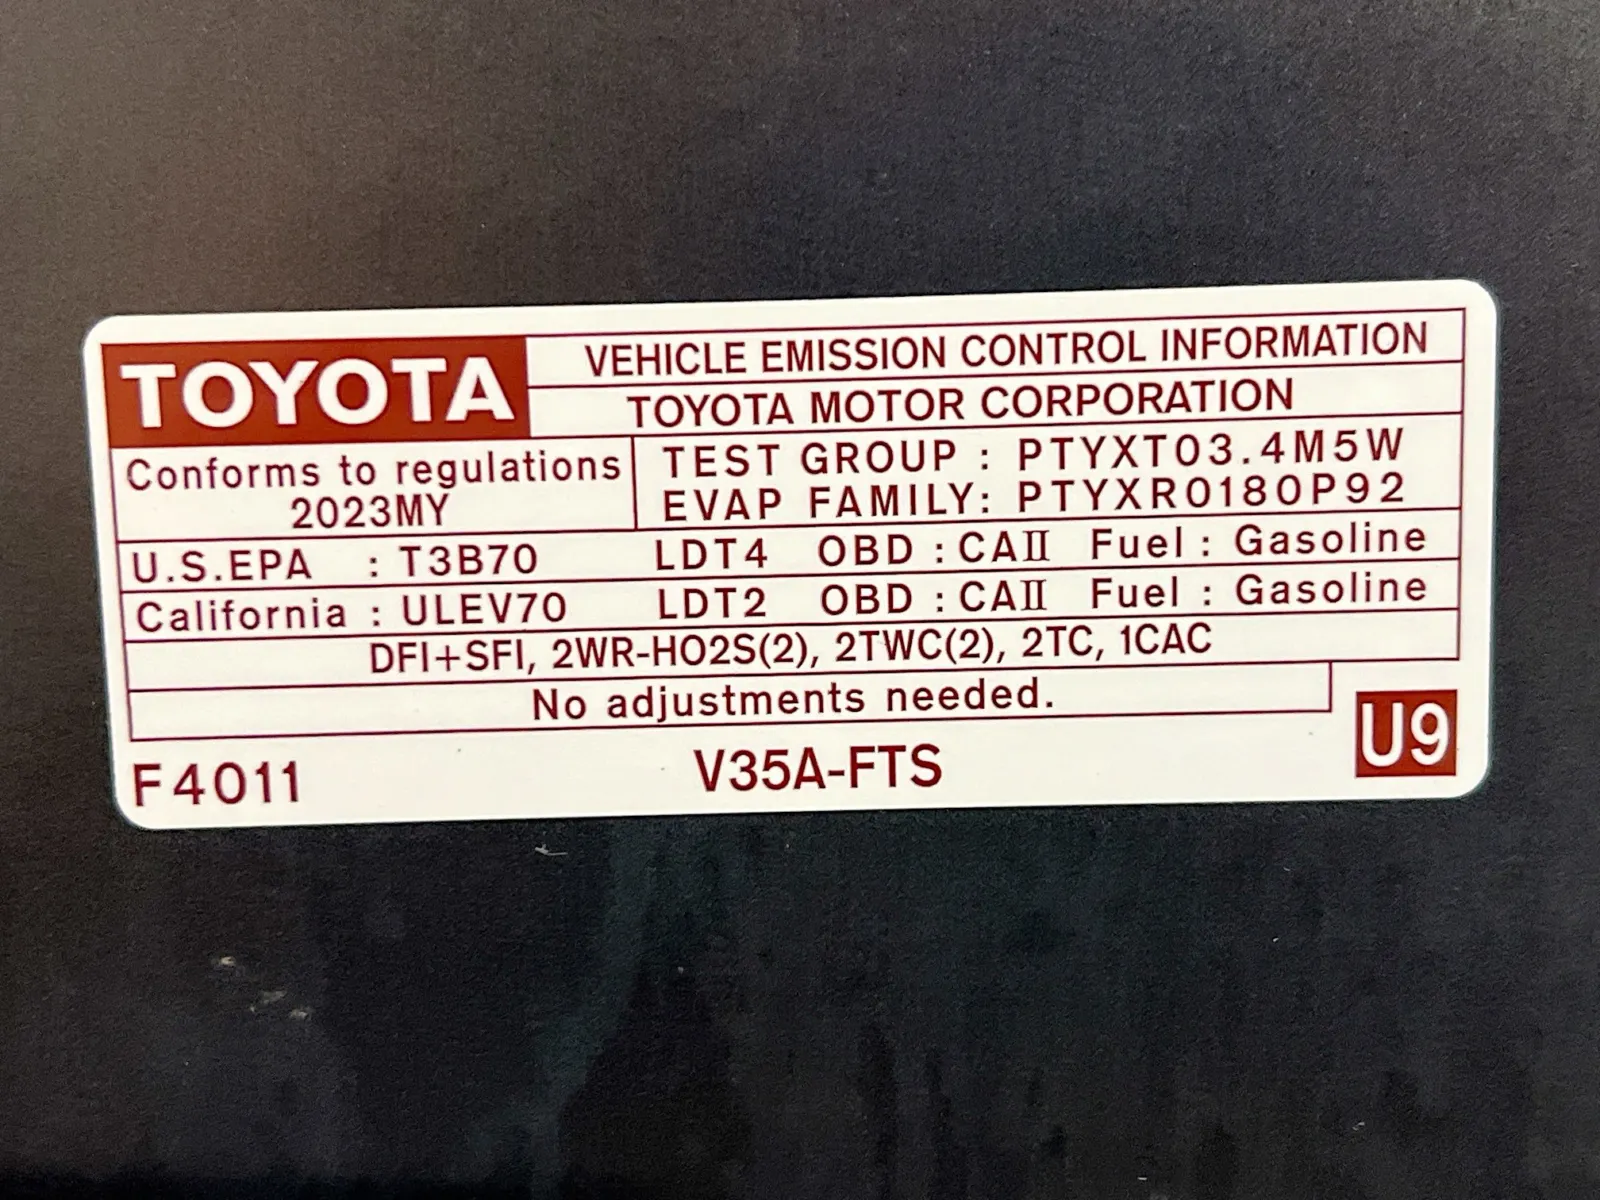 TOYOTA
VEHICLE EMISSION CONTROL INFORMATION
TOYOTA MOTOR CORPORATION
Conforms to regulations
2023MY
TEST GROUP : PTYXT03.4M5W
EVAP FAMILY: PTYXR0180P92
U.S.EPA : T3B70 LDT4 OBD : CAII Fuel : Gasoline
California : ULEV70 LDT2 OBD : CAII Fuel : Gasoline
DFI+SFI, 2WR-HO2S(2), 2TWC(2), 2TC, 1CAC
No adjustments needed.
F4011
V35A-FTS
U9